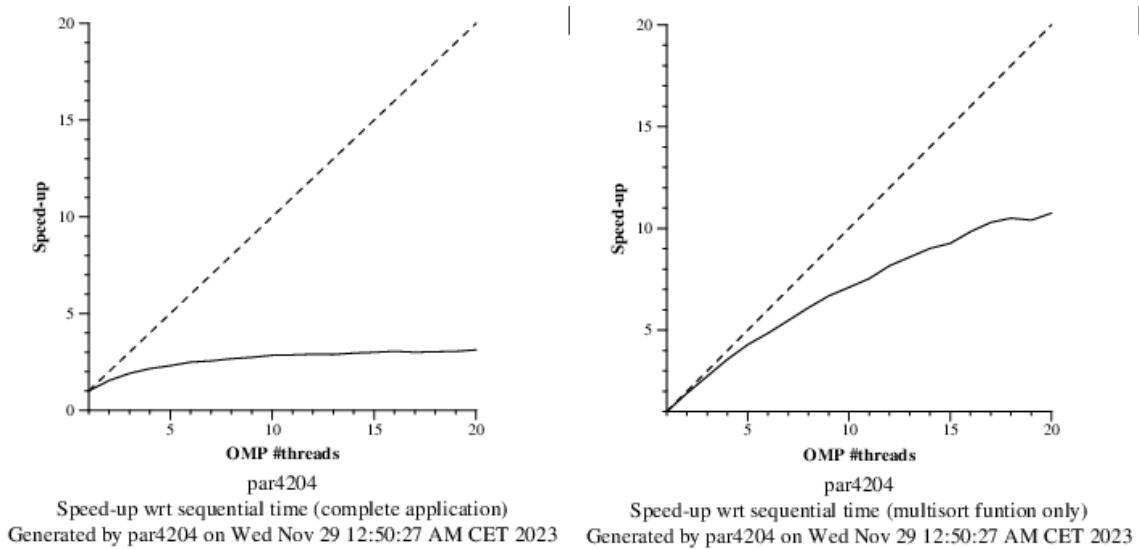 20
15
10
5
0
Speed-up
5
10
15
20
OMP #threads
par4204
Speed-up wrt sequential time (complete application)
Generated by par4204 on Wed Nov 29 12:50:27 AM CET 2023
20
15
10
5
Speed-up
5
10
15
20
OMP #threads
par4204
Speed-up wrt sequential time (multisort funtion only)
Generated by par4204 on Wed Nov 29 12:50:27 AM CET 2023